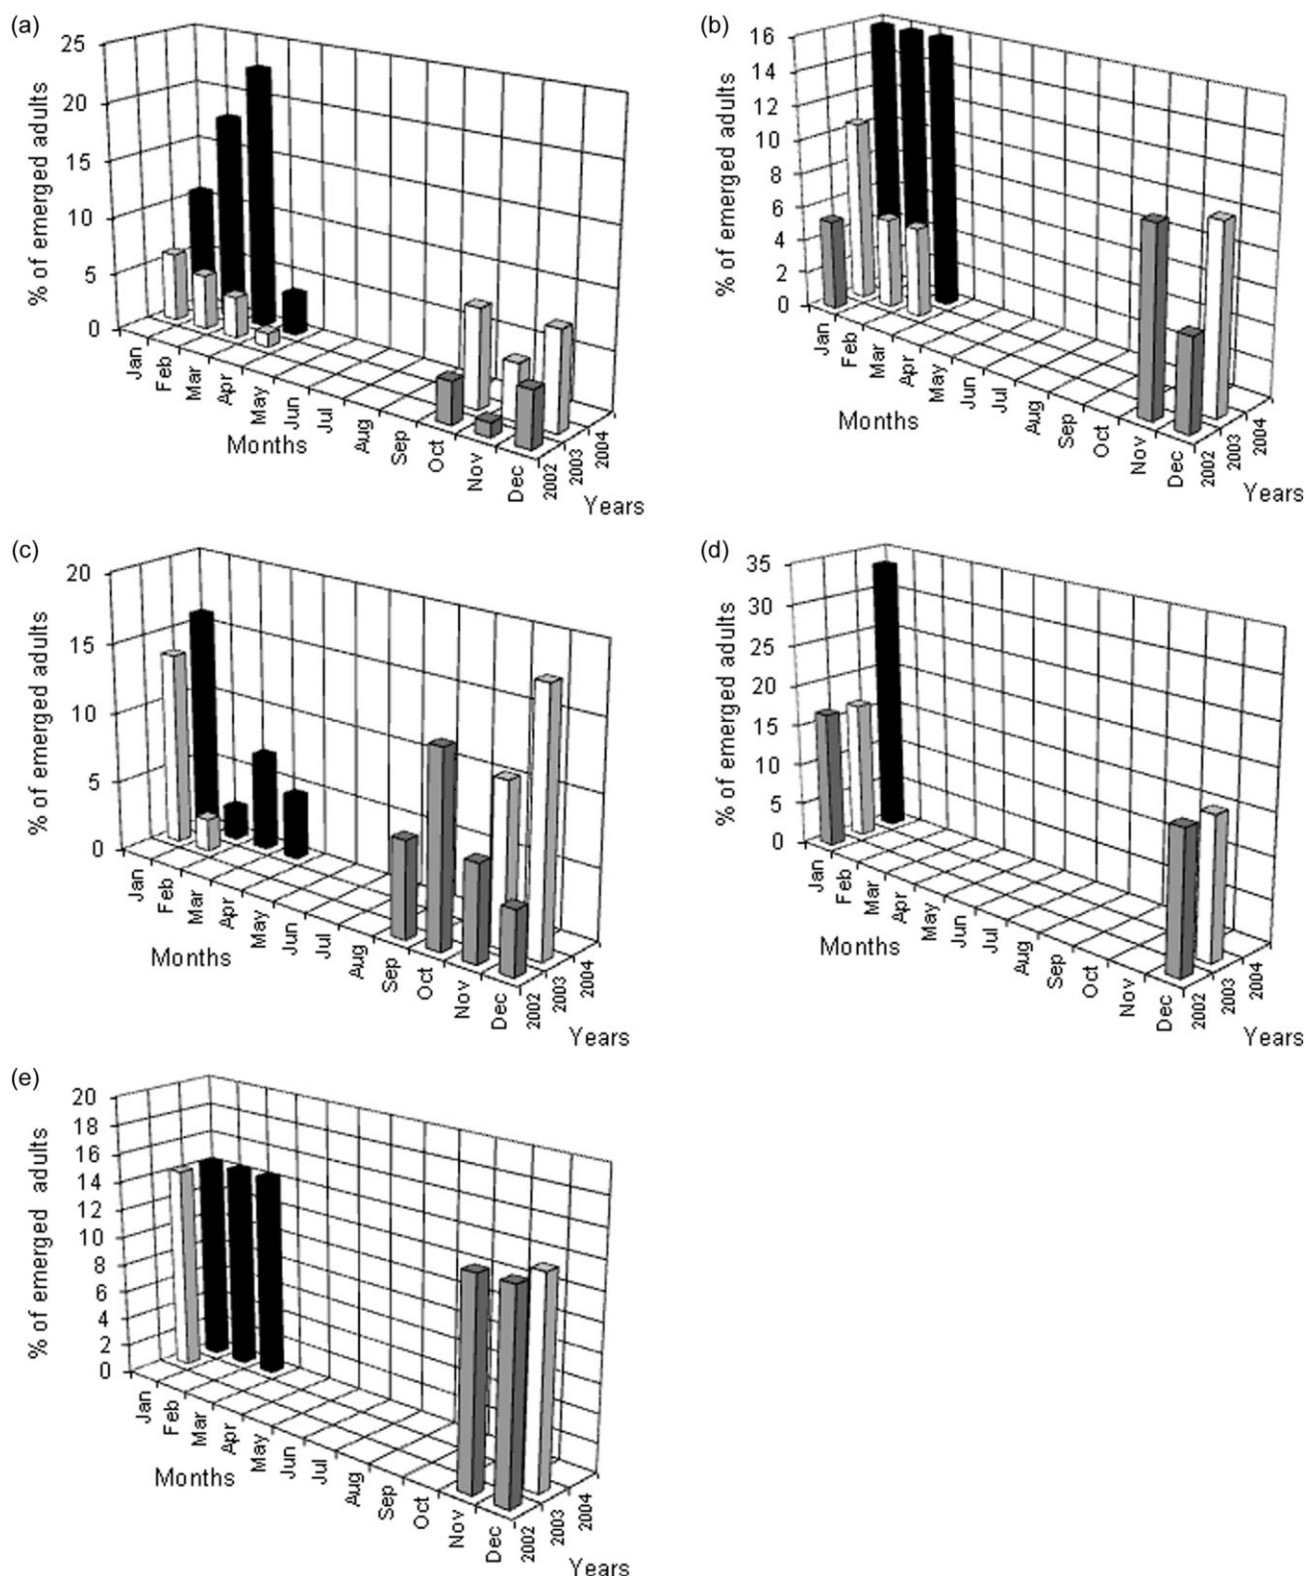 (a)
% of emerged adults
25
20
15
10
5
0
Jan
Feb
Mar
Apr
May
Jun
Jul
Aug
Sep
Oct
Nov
Dec
Months
2002
2003
2004
Years
(b)
% of emerged adults
16
14
12
10
8
6
4
2
0
Jan
Feb
Mar
Apr
May
Jun
Jul
Aug
Sep
Oct
Nov
Dec
Months
2002
2003
2004
Years
(c)
% of emerged adults
20
15
10
5
0
Jan
Feb
Mar
Apr
May
Jun
Jul
Aug
Sep
Oct
Nov
Dec
Months
2002
2003
2004
Years
(d)
% of emerged adults
35
30
25
20
15
10
5
0
Jan
Feb
Mar
Apr
May
Jun
Jul
Aug
Sep
Oct
Nov
Dec
Months
2002
2003
2004
Years
(e)
% of emerged adults
20
18
16
14
12
10
8
6
4
2
0
Jan
Feb
Mar
Apr
May
Jun
Jul
Aug
Sep
Oct
Nov
Dec
Months
2002
2003
2004
Years